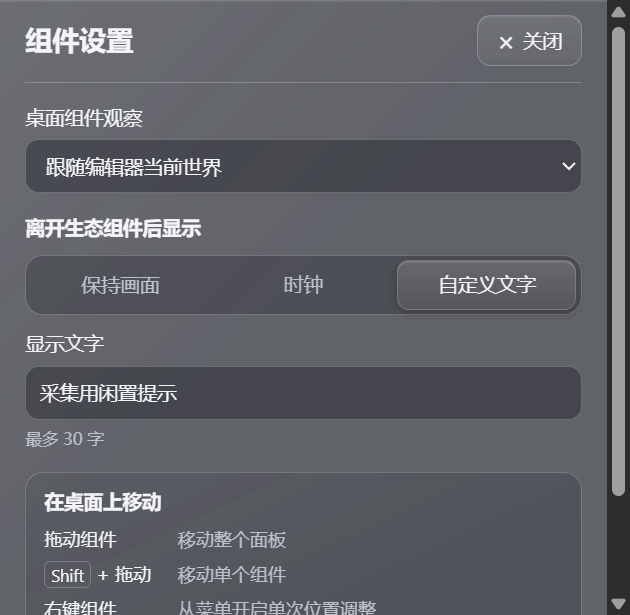 组件设置
× 关闭
桌面组件观察
跟随编辑器当前世界
离开生态组件后显示
保持画面 时钟 自定义文字
显示文字
采集用闲置提示
最多 30 字
在桌面上移动
拖动组件 移动整个面板
Shift + 拖动 移动单个组件
右键组件 从菜单开启单次位置调整